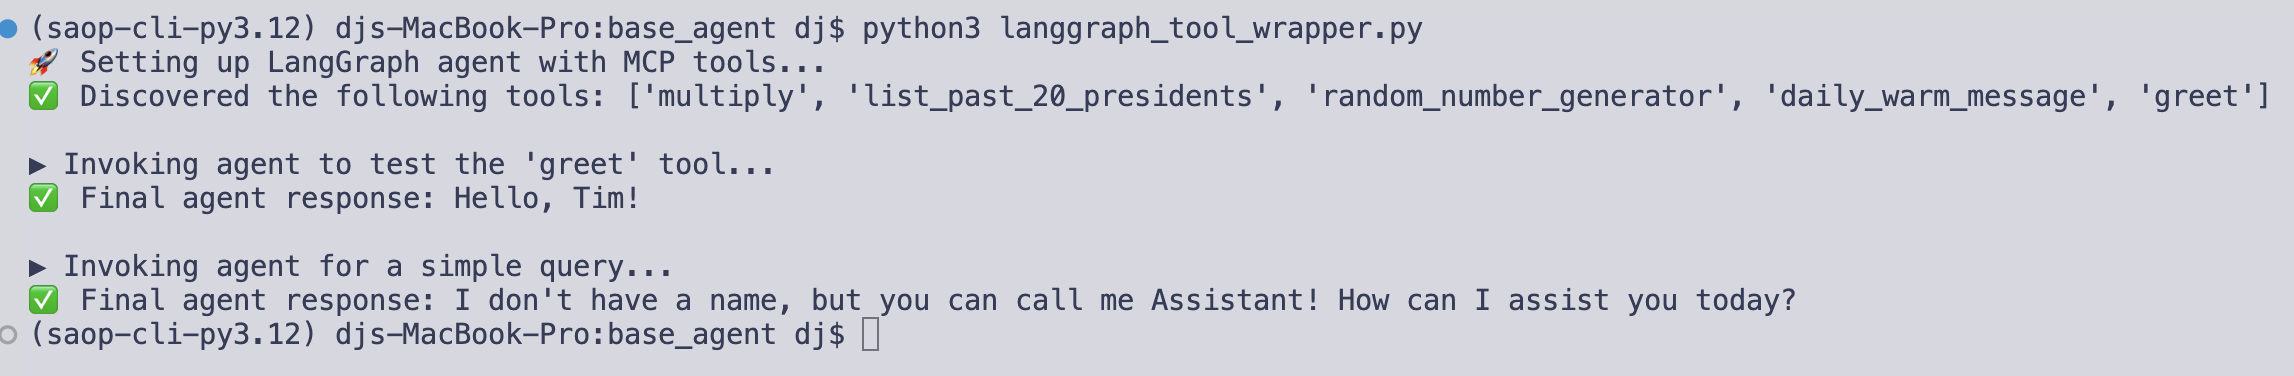 (saop-cli-py3.12) djs-MacBook-Pro:base_agent dj$ python3 langgraph_tool_wrapper.py
🚀 Setting up LangGraph agent with MCP tools...
✅ Discovered the following tools: ['multiply', 'list_past_20_presidents', 'random_number_generator', 'daily_warm_message', 'greet']
▶ Invoking agent to test the 'greet' tool...
✅ Final agent response: Hello, Tim!
▶ Invoking agent for a simple query...
✅ Final agent response: I don't have a name, but you can call me Assistant! How can I assist you today?
(saop-cli-py3.12) djs-MacBook-Pro:base_agent dj$